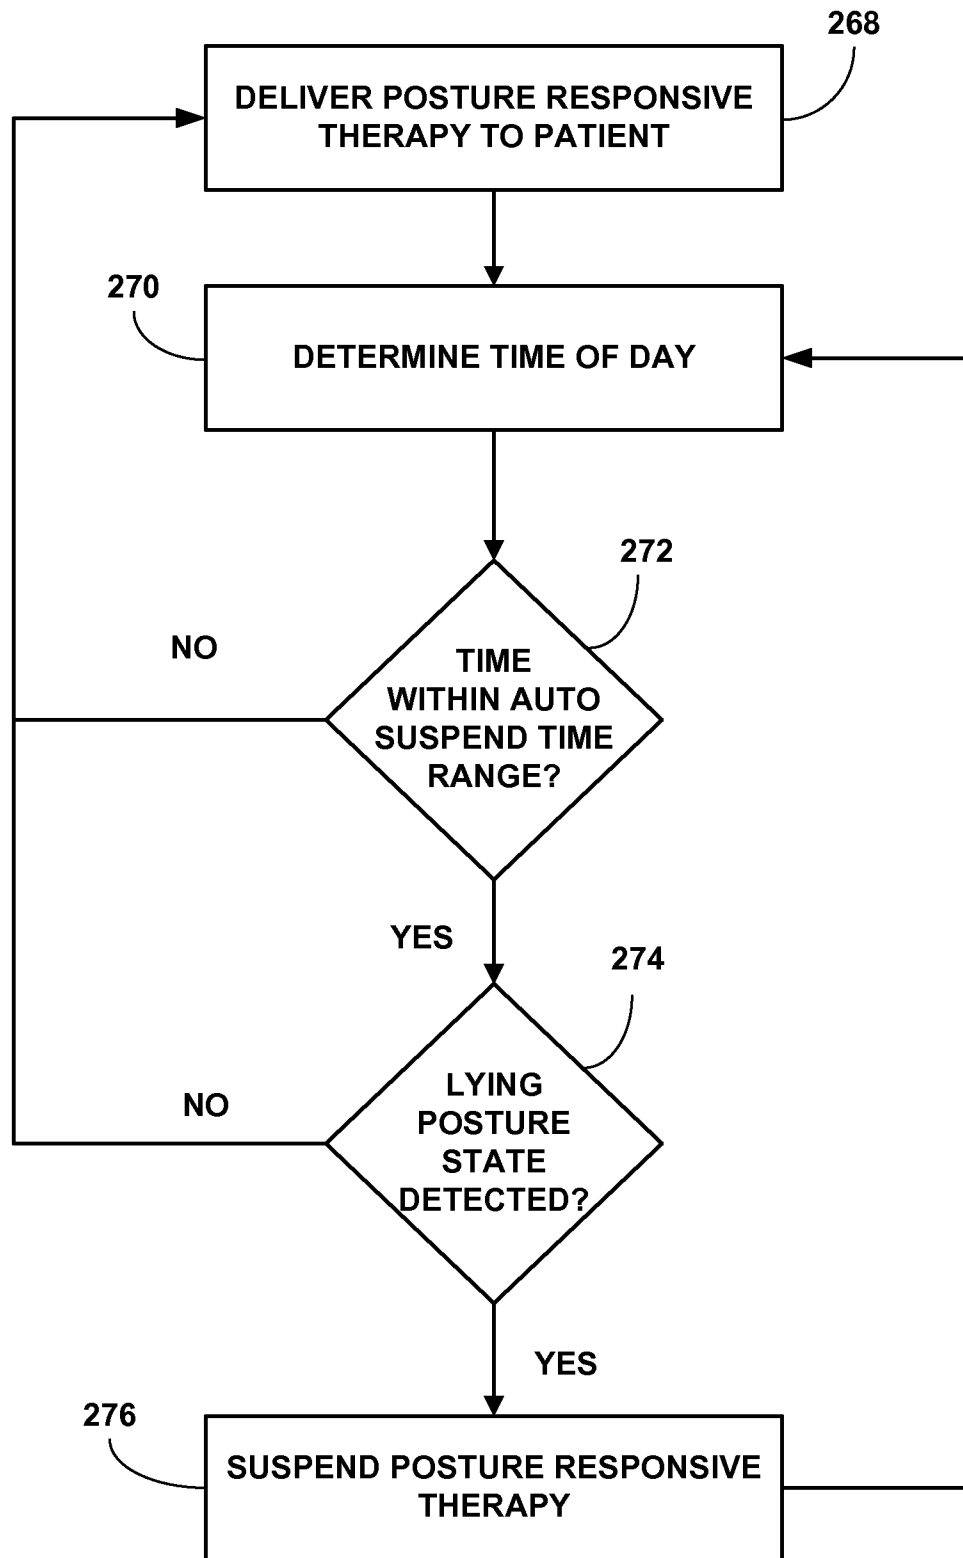 268
DELIVER POSTURE RESPONSIVE
THERAPY TO PATIENT
270
DETERMINE TIME OF DAY
272
NO
TIME
WITHIN AUTO
SUSPEND TIME
RANGE?
YES
274
NO
LYING
POSTURE
STATE
DETECTED?
YES
276
SUSPEND POSTURE RESPONSIVE
THERAPY